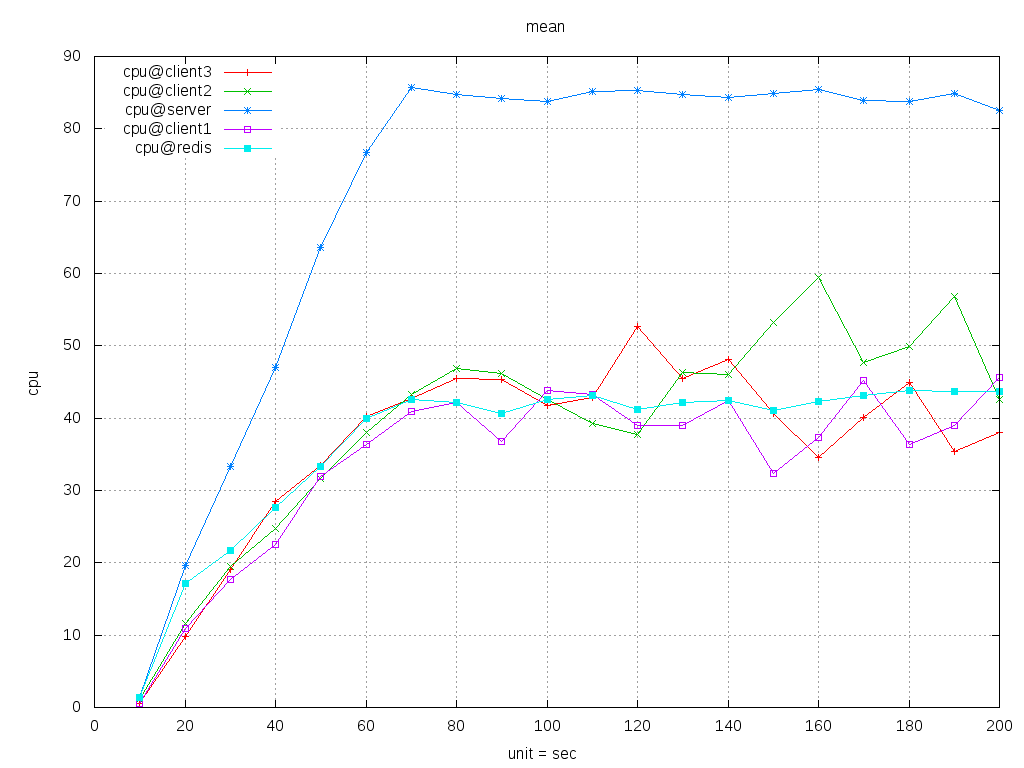 mean
90
80
70
60
50
40
30
20
10
0
cpu
cpu@client3
cpu@client2
cpu@server
cpu@client1
cpu@redis
0 20 40 60 80 100 120 140 160 180 200
unit = sec